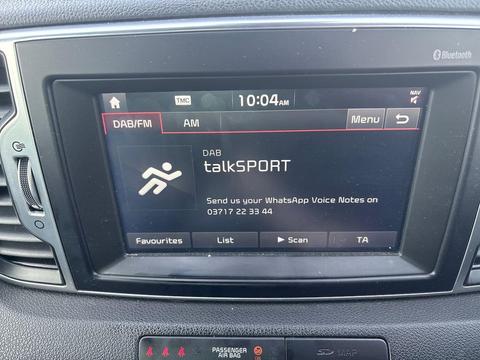 Bluetooth
TMC
10:04AM
NAV
DAB/FM
AM
Menu
DAB
talkSPORT
Send us your WhatsApp Voice Notes on
03717 22 33 44
Favourites
List
Scan
TA
PASSENGER
AIR BAG
MAP